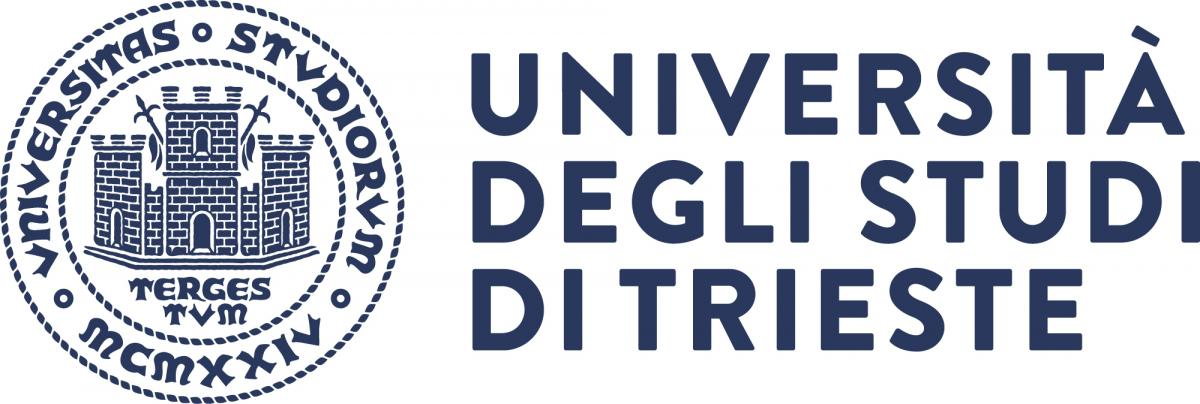 UNIVERSITAS STVDIORVM
TERGES
TVM
MCMXXIV
UNIVERSITÀ
DEGLI STUDI
DI TRIESTE